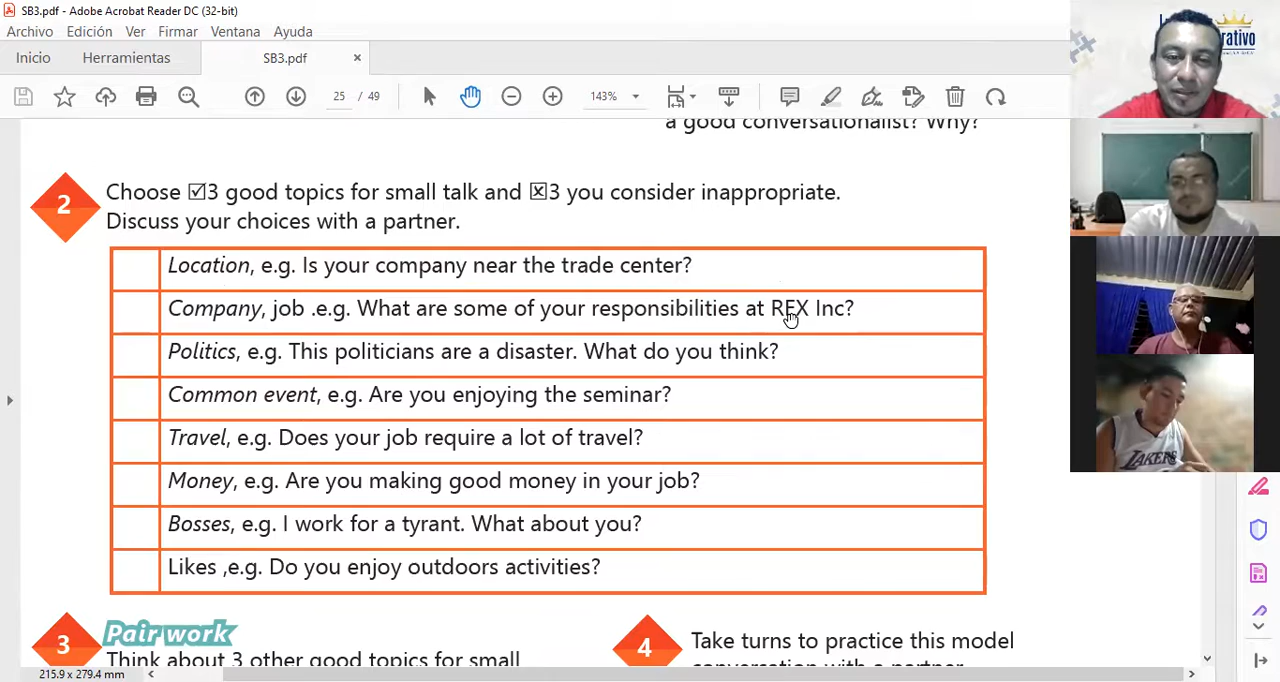 SB3.pdf - Adobe Acrobat Reader DC (32-bit)
Archivo Edición Ver Firmar Ventana Ayuda
Inicio Herramientas SB3.pdf ×
25 / 49 143%
a good conversationalist? Why?
2 Choose ☑3 good topics for small talk and ☒3 you consider inappropriate.
Discuss your choices with a partner.
Location, e.g. Is your company near the trade center?
Company, job .e.g. What are some of your responsibilities at RFX Inc?
Politics, e.g. This politicians are a disaster. What do you think?
Common event, e.g. Are you enjoying the seminar?
Travel, e.g. Does your job require a lot of travel?
Money, e.g. Are you making good money in your job?
Bosses, e.g. I work for a tyrant. What about you?
Likes ,e.g. Do you enjoy outdoors activities?
3 Pair work
Think about 3 other good topics for small
4 Take turns to practice this model
conversation with a partner
215.9 x 279.4 mm
LAKERS